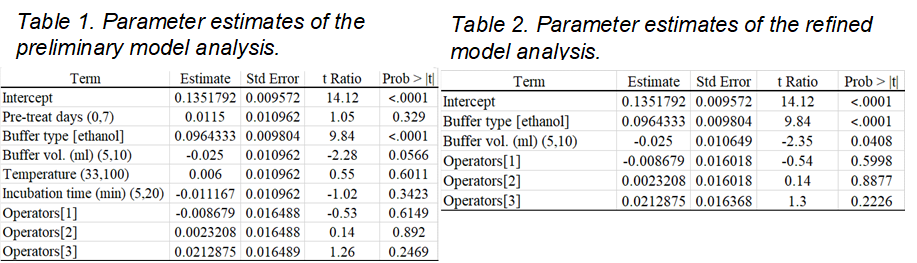 Table 1. Parameter estimates of the
preliminary model analysis.
Term Estimate Std Error t Ratio Prob > |t|
Intercept 0.1351792 0.009572 14.12 <.0001
Pre-treat days (0,7) 0.0115 0.010962 1.05 0.329
Buffer type [ethanol] 0.0964333 0.009804 9.84 <.0001
Buffer vol. (ml) (5,10) -0.025 0.010962 -2.28 0.0566
Temperature (33,100) 0.006 0.010962 0.55 0.6011
Incubation time (min) (5,20) -0.011167 0.010962 -1.02 0.3423
Operators[1] -0.008679 0.016488 -0.53 0.6149
Operators[2] 0.0023208 0.016488 0.14 0.892
Operators[3] 0.0212875 0.016489 1.26 0.2469
Table 2. Parameter estimates of the refined
model analysis.
Term Estimate Std Error t Ratio Prob > |t|
Intercept 0.1351792 0.009572 14.12 <.0001
Buffer type [ethanol] 0.0964333 0.009804 9.84 <.0001
Buffer vol. (ml) (5,10) -0.025 0.010649 -2.35 0.0408
Operators[1] -0.008679 0.016018 -0.54 0.5998
Operators[2] 0.0023208 0.016018 0.14 0.8877
Operators[3] 0.0212875 0.016368 1.3 0.2226